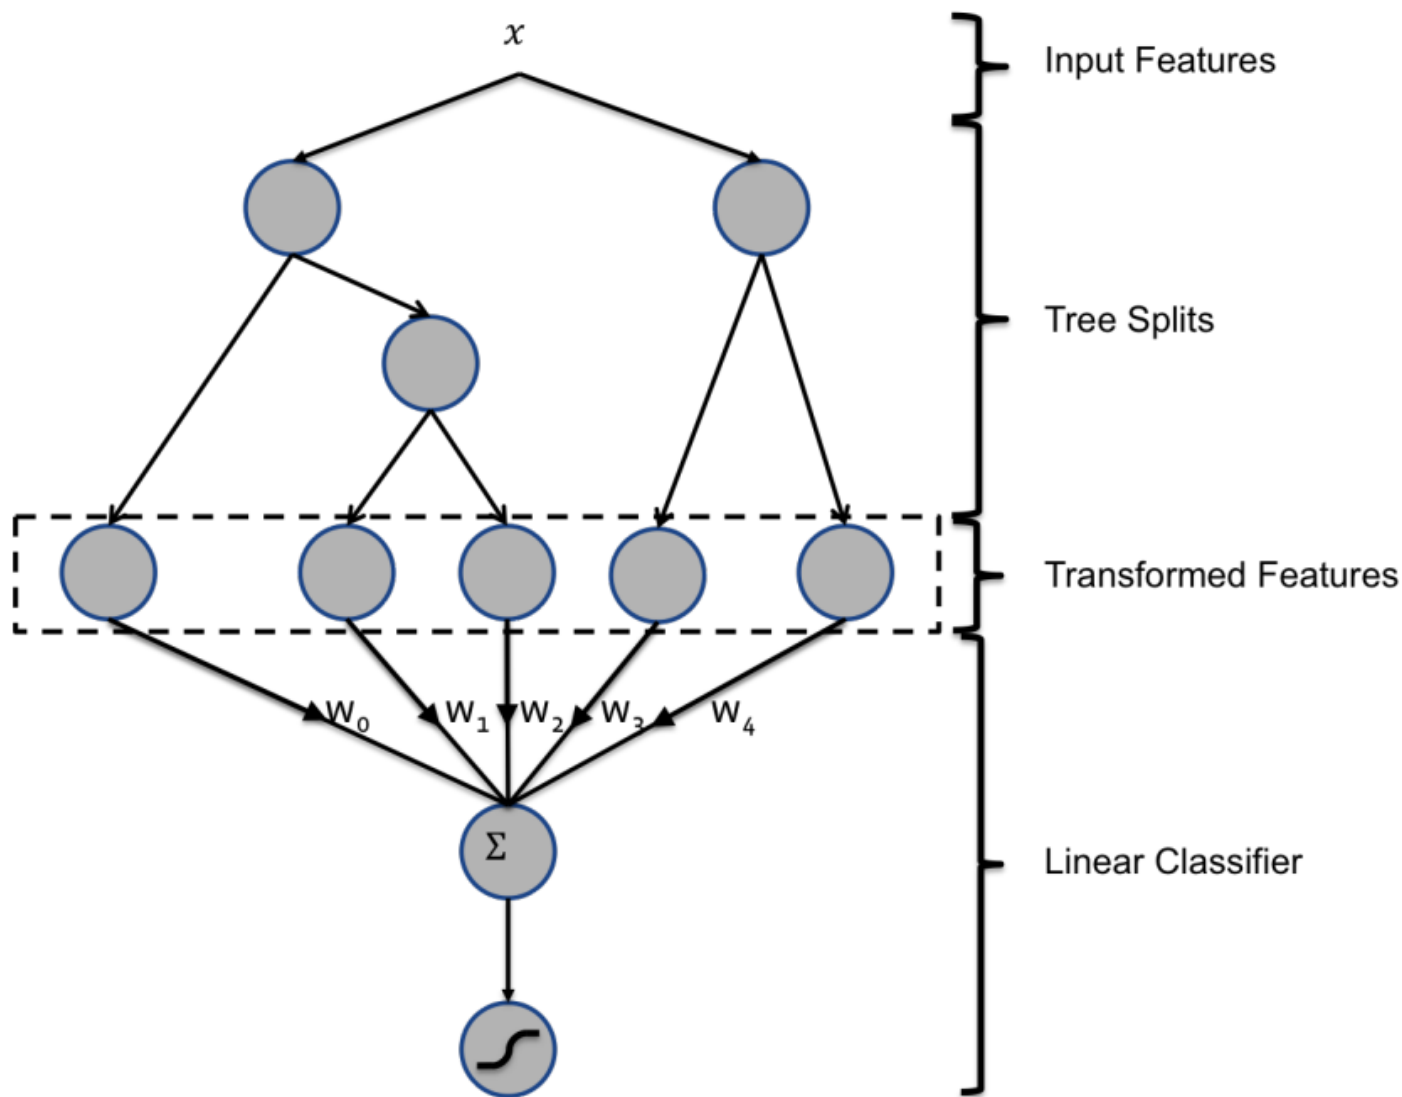 x
Input Features
Tree Splits
Transformed Features
w₀ w₁ w₂ w₃ w₄
Σ
Linear Classifier